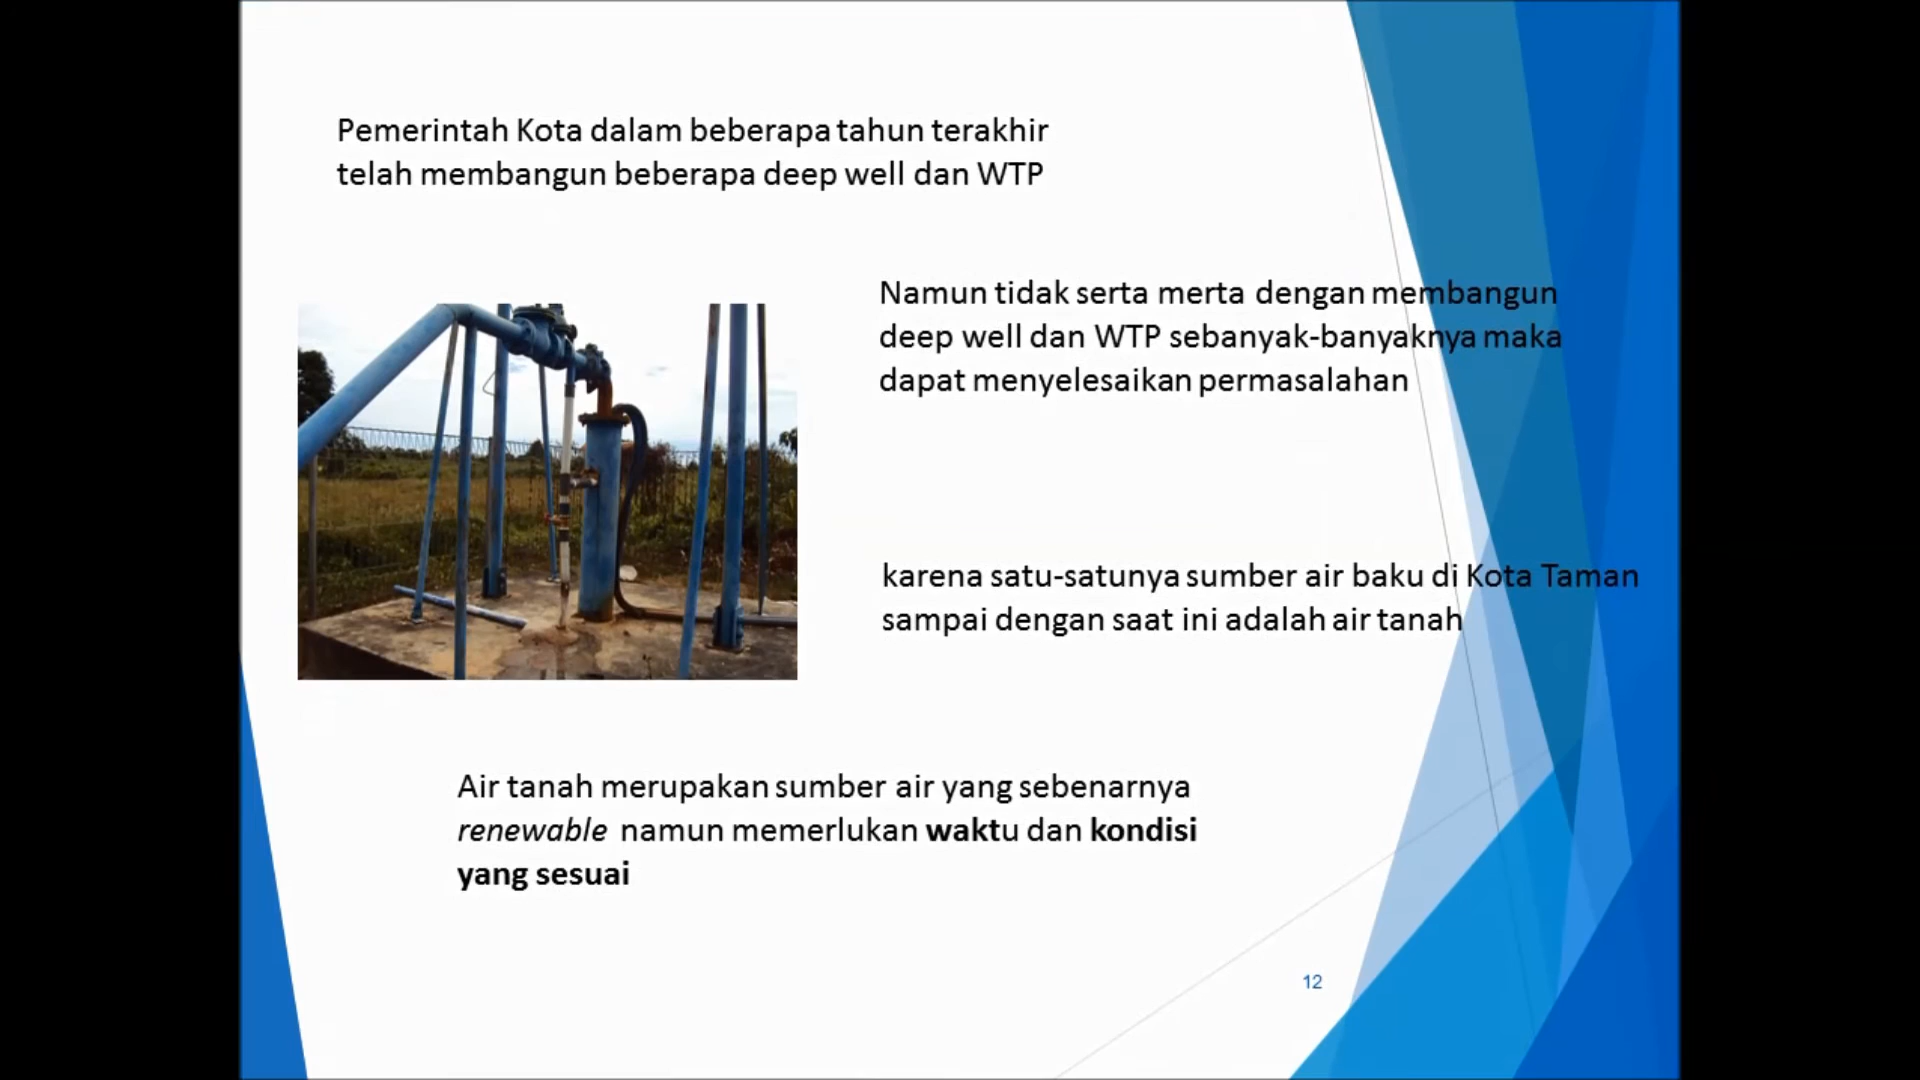 Pemerintah Kota dalam beberapa tahun terakhir
telah membangun beberapa deep well dan WTP
Namun tidak serta merta dengan membangun
deep well dan WTP sebanyak-banyaknya maka
dapat menyelesaikan permasalahan
karena satu-satunya sumber air baku di Kota Taman
sampai dengan saat ini adalah air tanah
Air tanah merupakan sumber air yang sebenarnya
renewable namun memerlukan waktu dan kondisi
yang sesuai
12